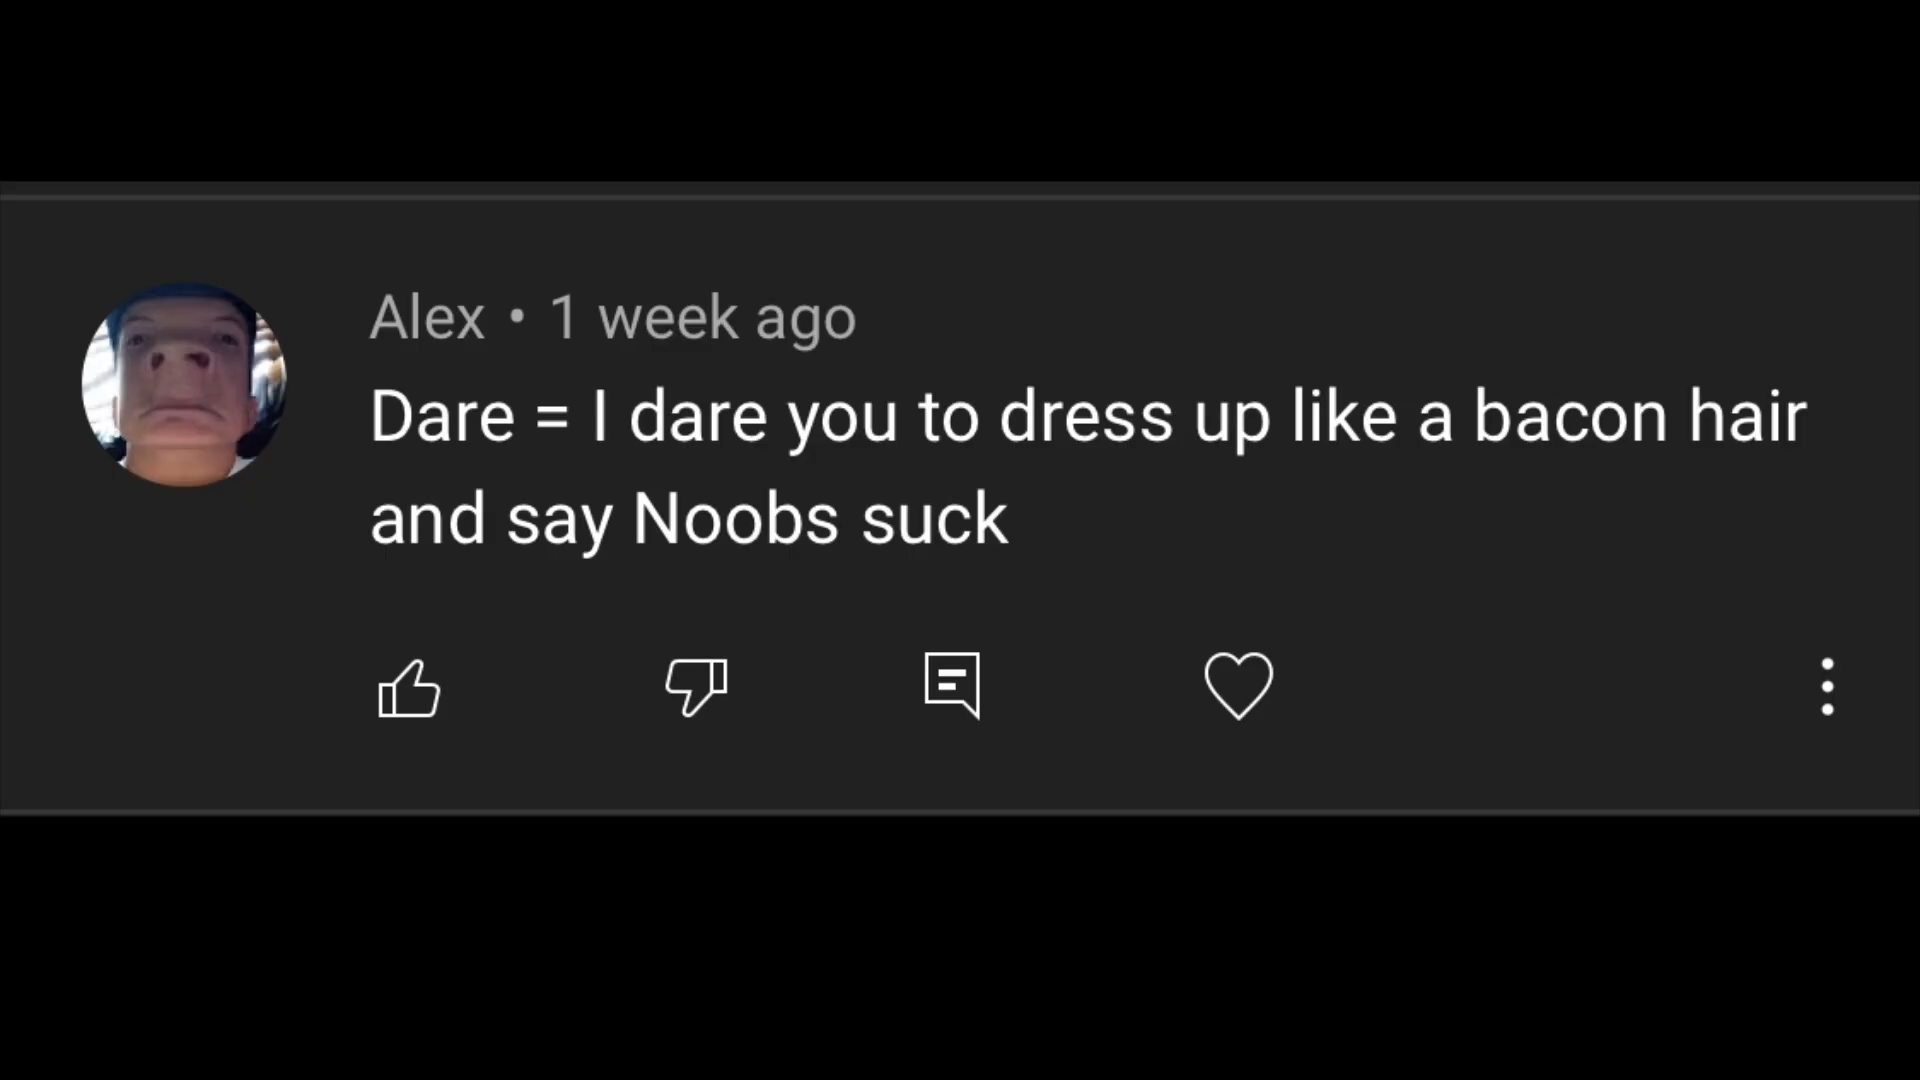 Alex • 1 week ago
Dare = I dare you to dress up like a bacon hair
and say Noobs suck